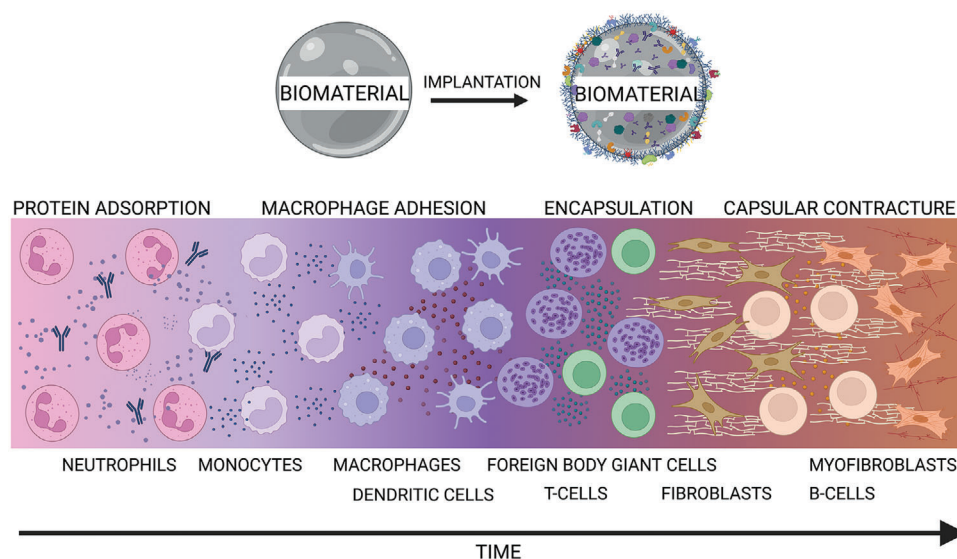 BIOMATERIAL
IMPLANTATION
BIOMATERIAL
PROTEIN ADSORPTION
MACROPHAGE ADHESION
ENCAPSULATION
CAPSULAR CONTRACTURE
NEUTROPHILS
MONOCYTES
MACROPHAGES
FOREIGN BODY GIANT CELLS
MYOFIBROBLASTS
DENDRITIC CELLS
T-CELLS
FIBROBLASTS
B-CELLS
TIME